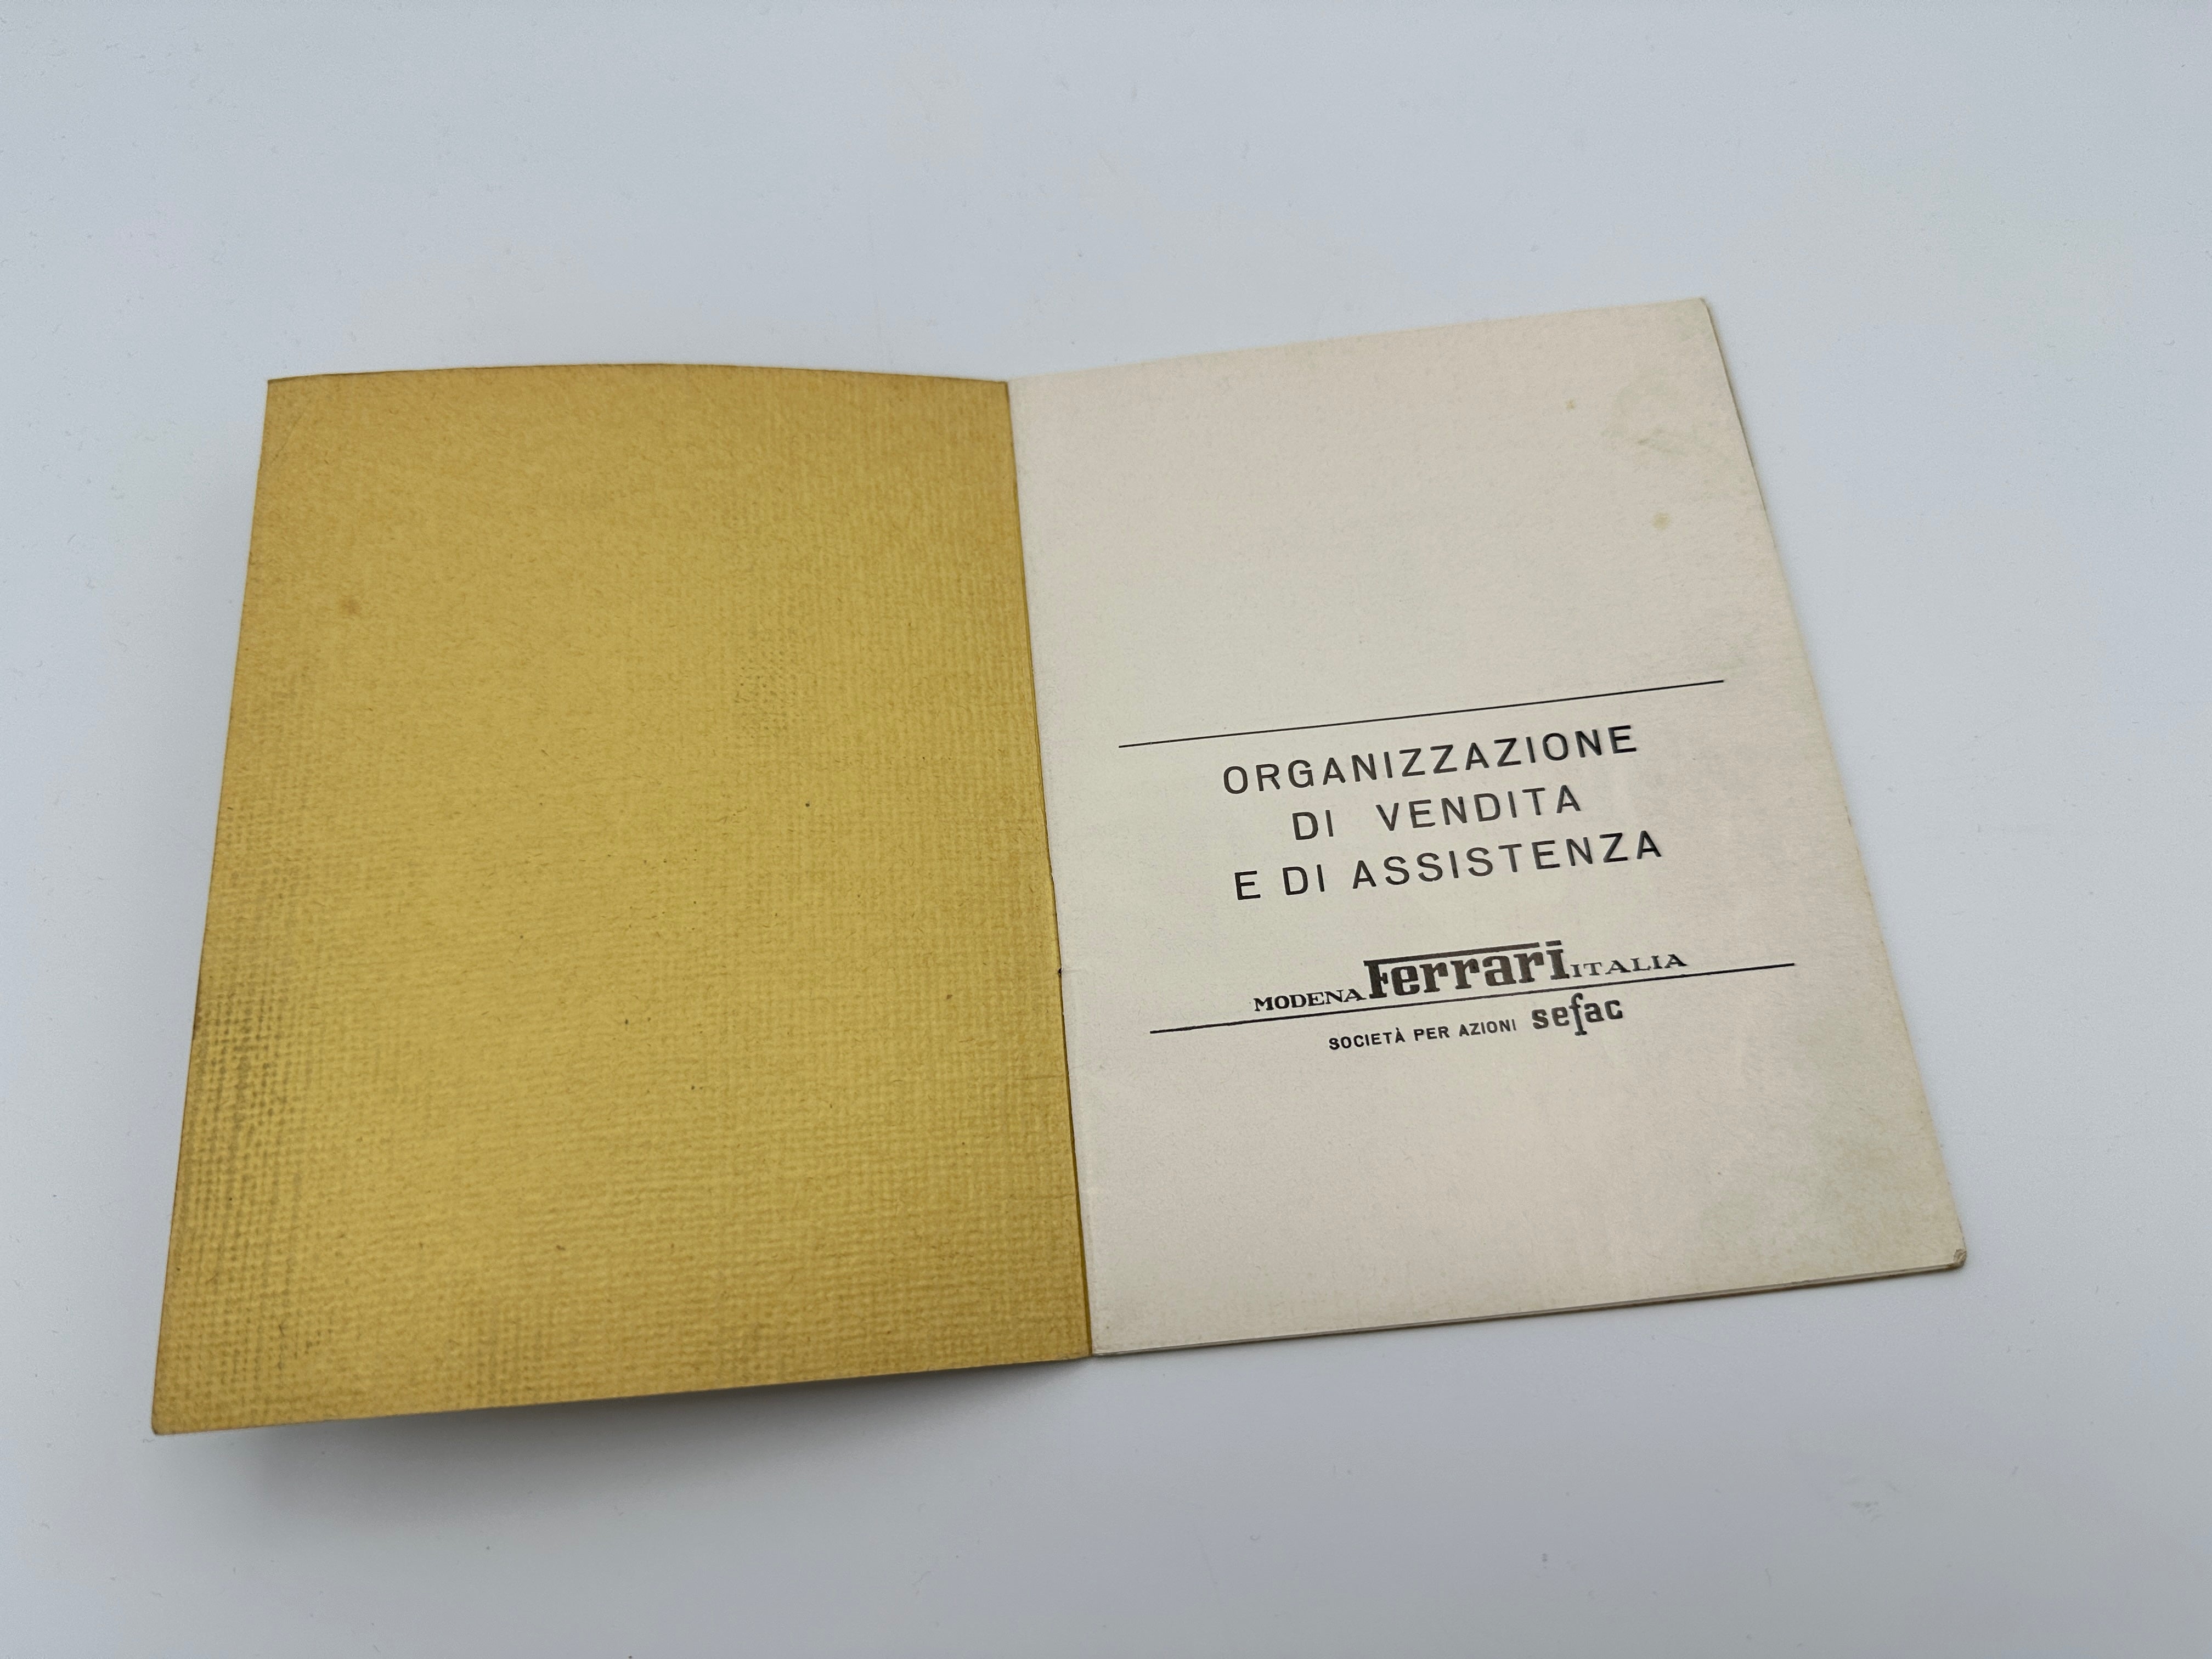 ORGANIZZAZIONE
DI VENDITA
E DI ASSISTENZA
MODENA Ferrari ITALIA
SOCIETÀ PER AZIONI sefac